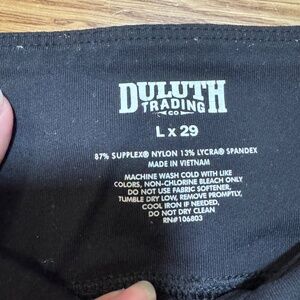 DULUTH
TRADING
CO
L x 29
87% SUPPLEX® NYLON 13% LYCRA® SPANDEX
MADE IN VIETNAM
MACHINE WASH COLD WITH LIKE
COLORS, NON-CHLORINE BLEACH ONLY
DO NOT USE FABRIC SOFTENER,
TUMBLE DRY LOW, REMOVE PROMPTLY,
COOL IRON IF NEEDED,
DO NOT DRY CLEAN
RN#106803